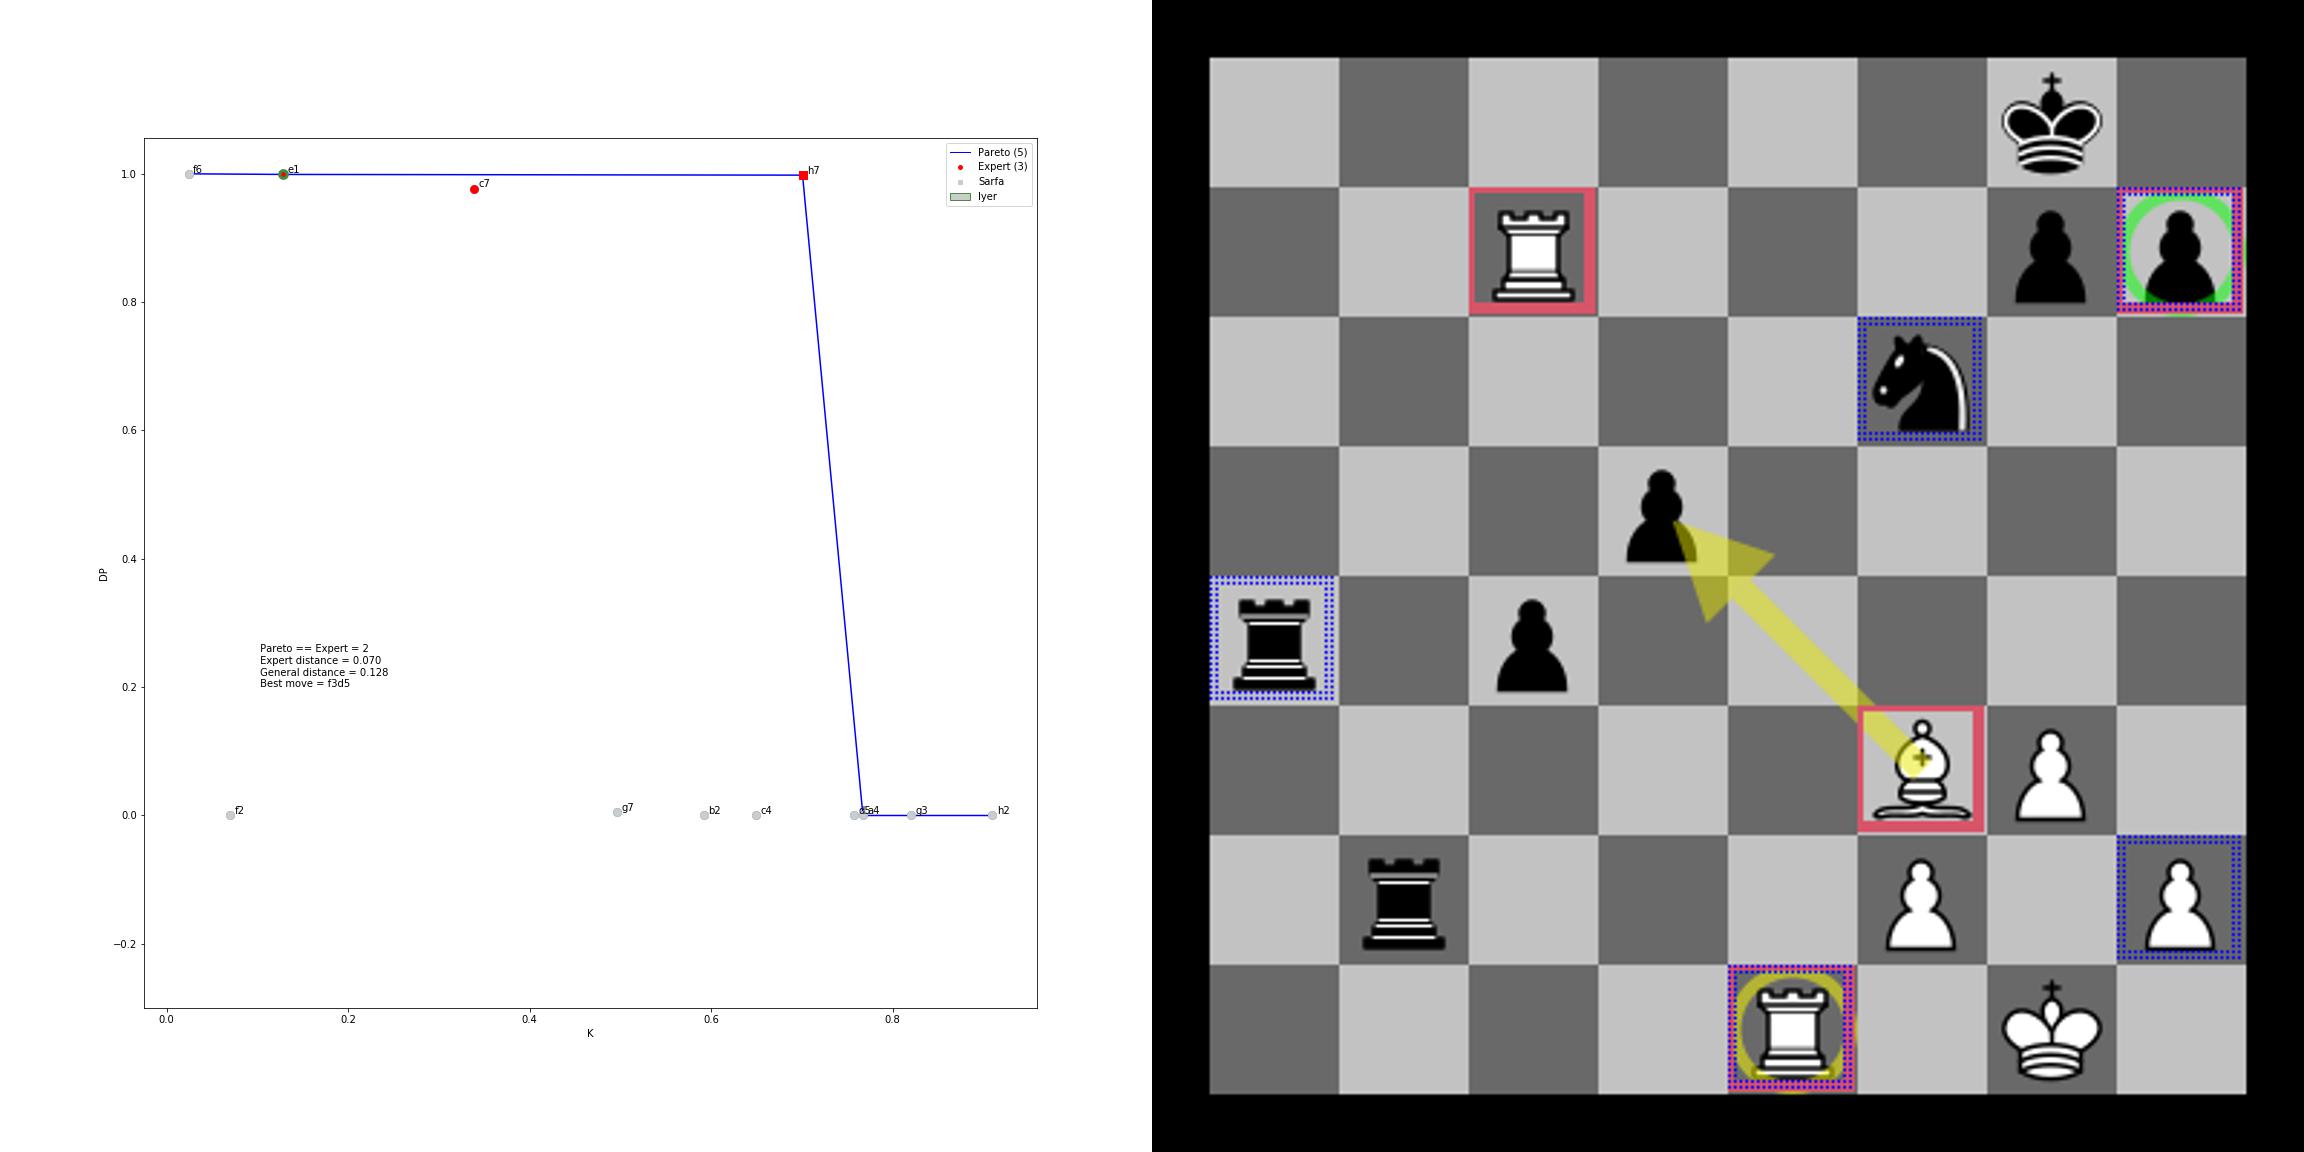 Pareto (5)
Expert (3)
Sarfa
Iyer
f6
e1
c7
h7
1.0
0.8
0.6
DP
0.4
Pareto == Expert = 2
Expert distance = 0.070
General distance = 0.128
Best move = f3d5
0.2
f2
g7
b2
c4
g3
h2
0.0
−0.2
0.0 0.2 0.4 0.6 0.8
K